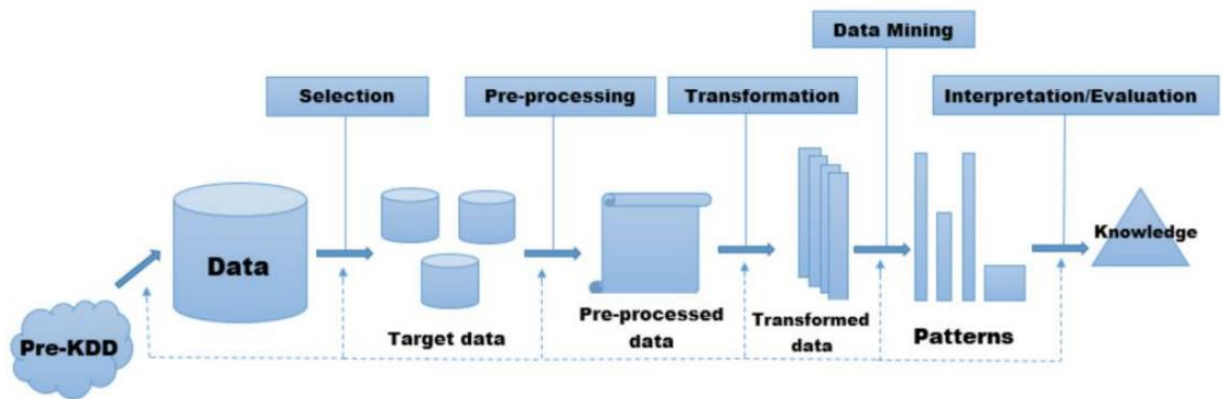 Data Mining
Selection
Pre-processing
Transformation
Interpretation/Evaluation
Data
Knowledge
Pre-KDD
Target data
Pre-processed
data
Transformed
data
Patterns